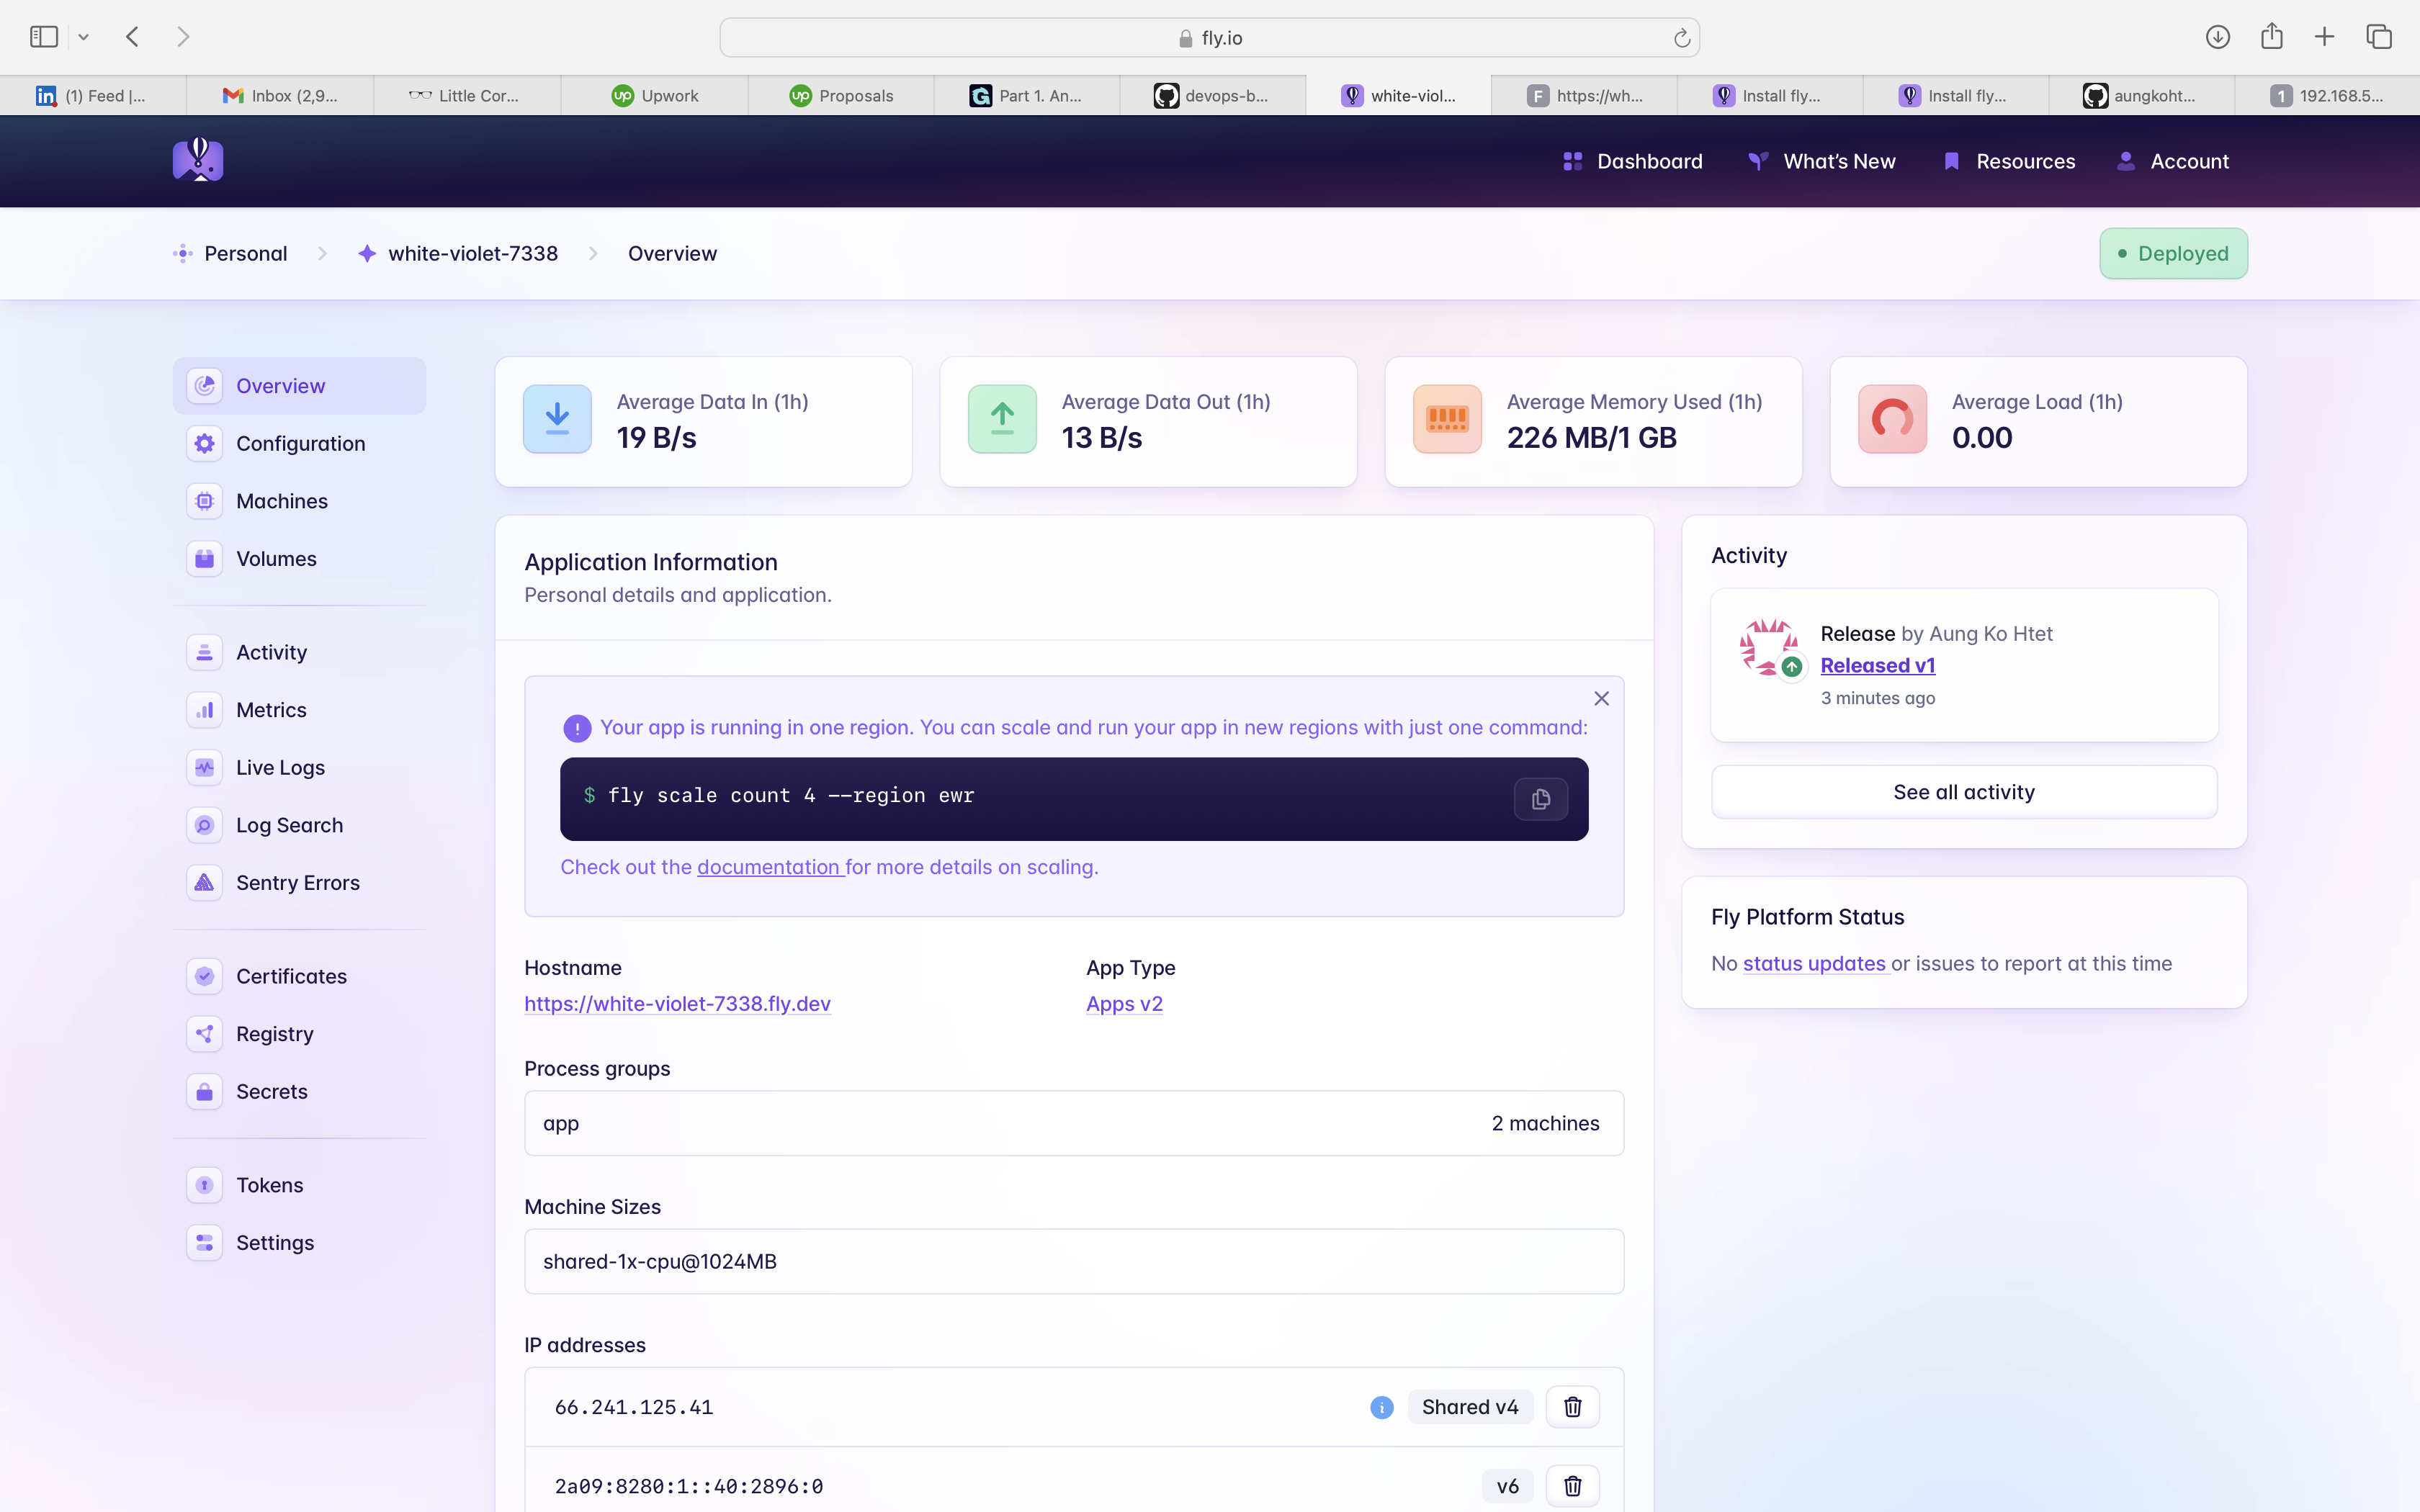 fly.io
(1) Feed |...
Inbox (2,9...
Little Cor...
Upwork
Proposals
Part 1. An...
devops-b...
white-viol...
F https://wh...
Install fly...
Install fly...
aungkoht...
1 192.168.5...
Dashboard
What's New
Resources
Account
Personal
white-violet-7338
Overview
Deployed
Overview
Configuration
Machines
Volumes
Activity
Metrics
Live Logs
Log Search
Sentry Errors
Certificates
Registry
Secrets
Tokens
Settings
Average Data In (1h)
19 B/s
Average Data Out (1h)
13 B/s
Average Memory Used (1h)
226 MB/1 GB
Average Load (1h)
0.00
Application Information
Personal details and application.
Your app is running in one region. You can scale and run your app in new regions with just one command:
$ fly scale count 4 --region ewr
Check out the documentation for more details on scaling.
Hostname
https://white-violet-7338.fly.dev
App Type
Apps v2
Process groups
app
2 machines
Machine Sizes
shared-1x-cpu@1024MB
IP addresses
66.241.125.41
Shared v4
2a09:8280:1::40:2896:0
v6
Activity
Release by Aung Ko Htet
Released v1
3 minutes ago
See all activity
Fly Platform Status
No status updates or issues to report at this time